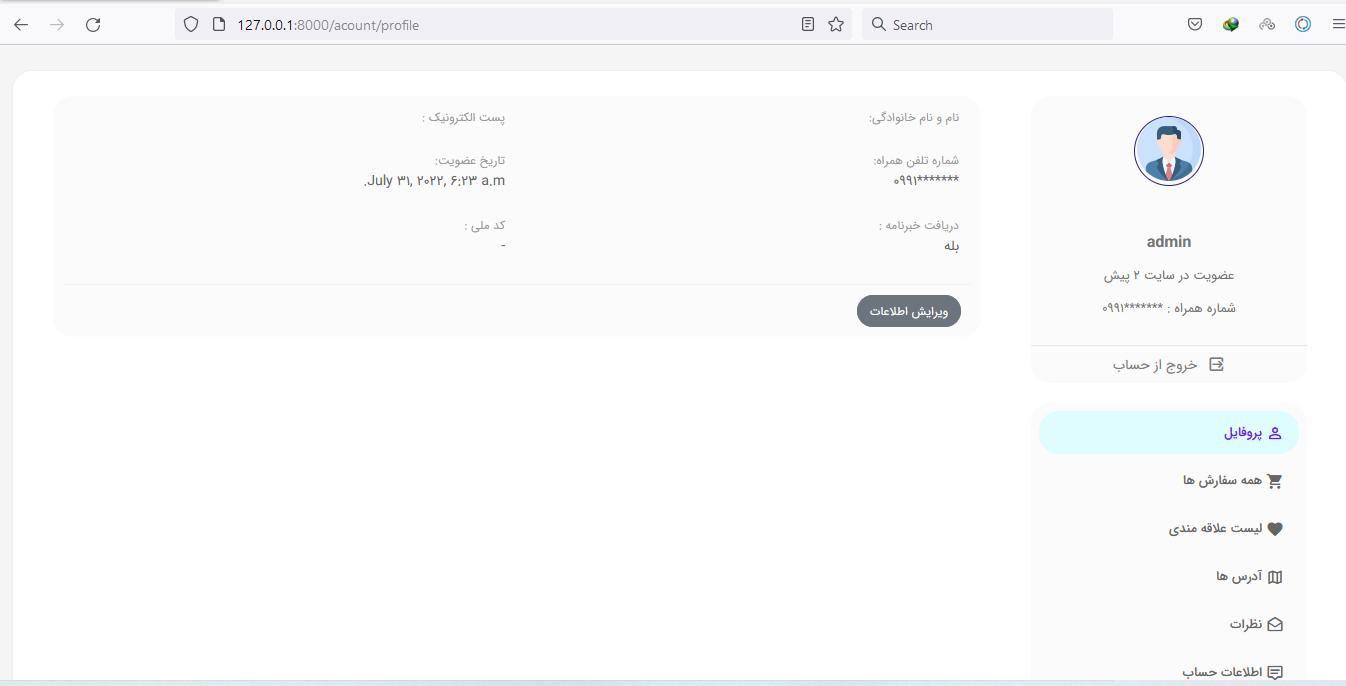 127.0.0.1:8000/acount/profile
Search
admin
عضویت در سایت ۲ پیش
شماره همراه : *******۰۹۹۱
خروج از حساب
پروفایل
همه سفارش ها
لیست علاقه مندی
آدرس ها
نظرات
اطلاعات حساب
نام و نام خانوادگی:
پست الکترونیک :
شماره تلفن همراه:
*******۰۹۹۱
تاریخ عضویت:
July ۳۱, ۲۰۲۲, ۶:۲۳ a.m.
دریافت خبرنامه :
بله
کد ملی :
-
ویرایش اطلاعات